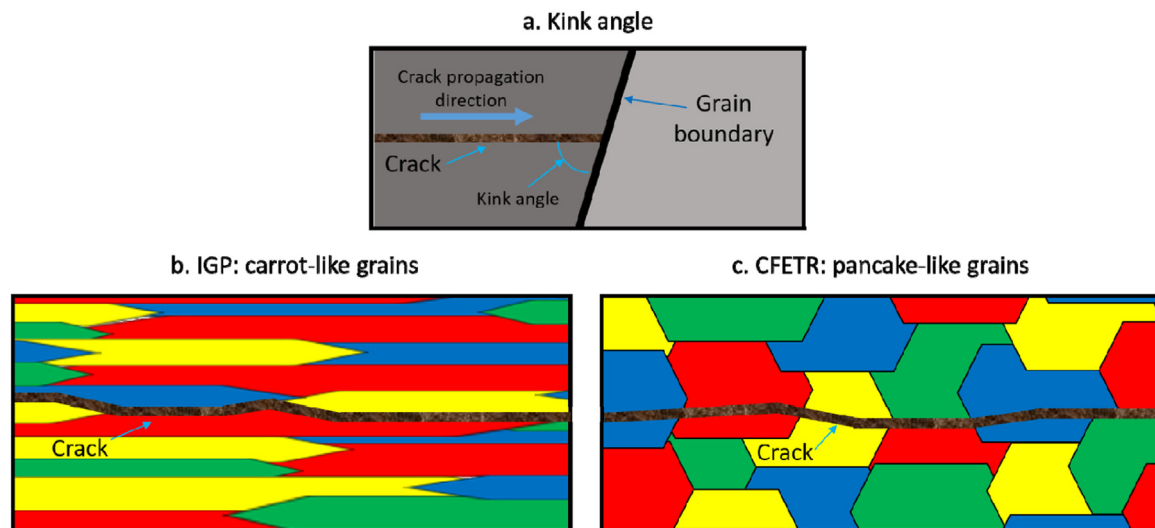 a. Kink angle
Crack propagation
direction
Grain
boundary
Crack
Kink angle
b. IGP: carrot-like grains
c. CFETR: pancake-like grains
Crack
Crack